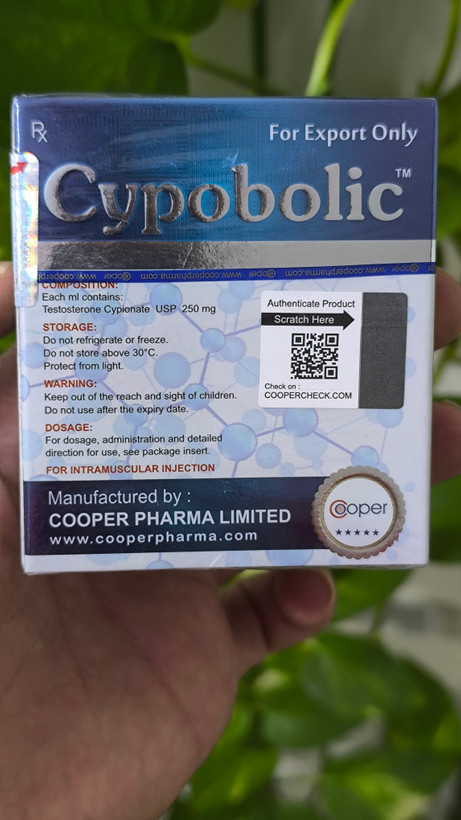 Rx
For Export Only
Cypobolic™
www.cooperpharma.com
COMPOSITION:
Each ml contains:
Testosterone Cypionate USP 250 mg
STORAGE:
Do not refrigerate or freeze.
Do not store above 30°C.
Protect from light.
WARNING:
Keep out of the reach and sight of children.
Do not use after the expiry date.
DOSAGE:
For dosage, administration and detailed
direction for use, see package insert.
FOR INTRAMUSCULAR INJECTION
Authenticate Product
Scratch Here
Check on :
COOPERCHECK.COM
Manufactured by :
COOPER PHARMA LIMITED
www.cooperpharma.com
Cooper